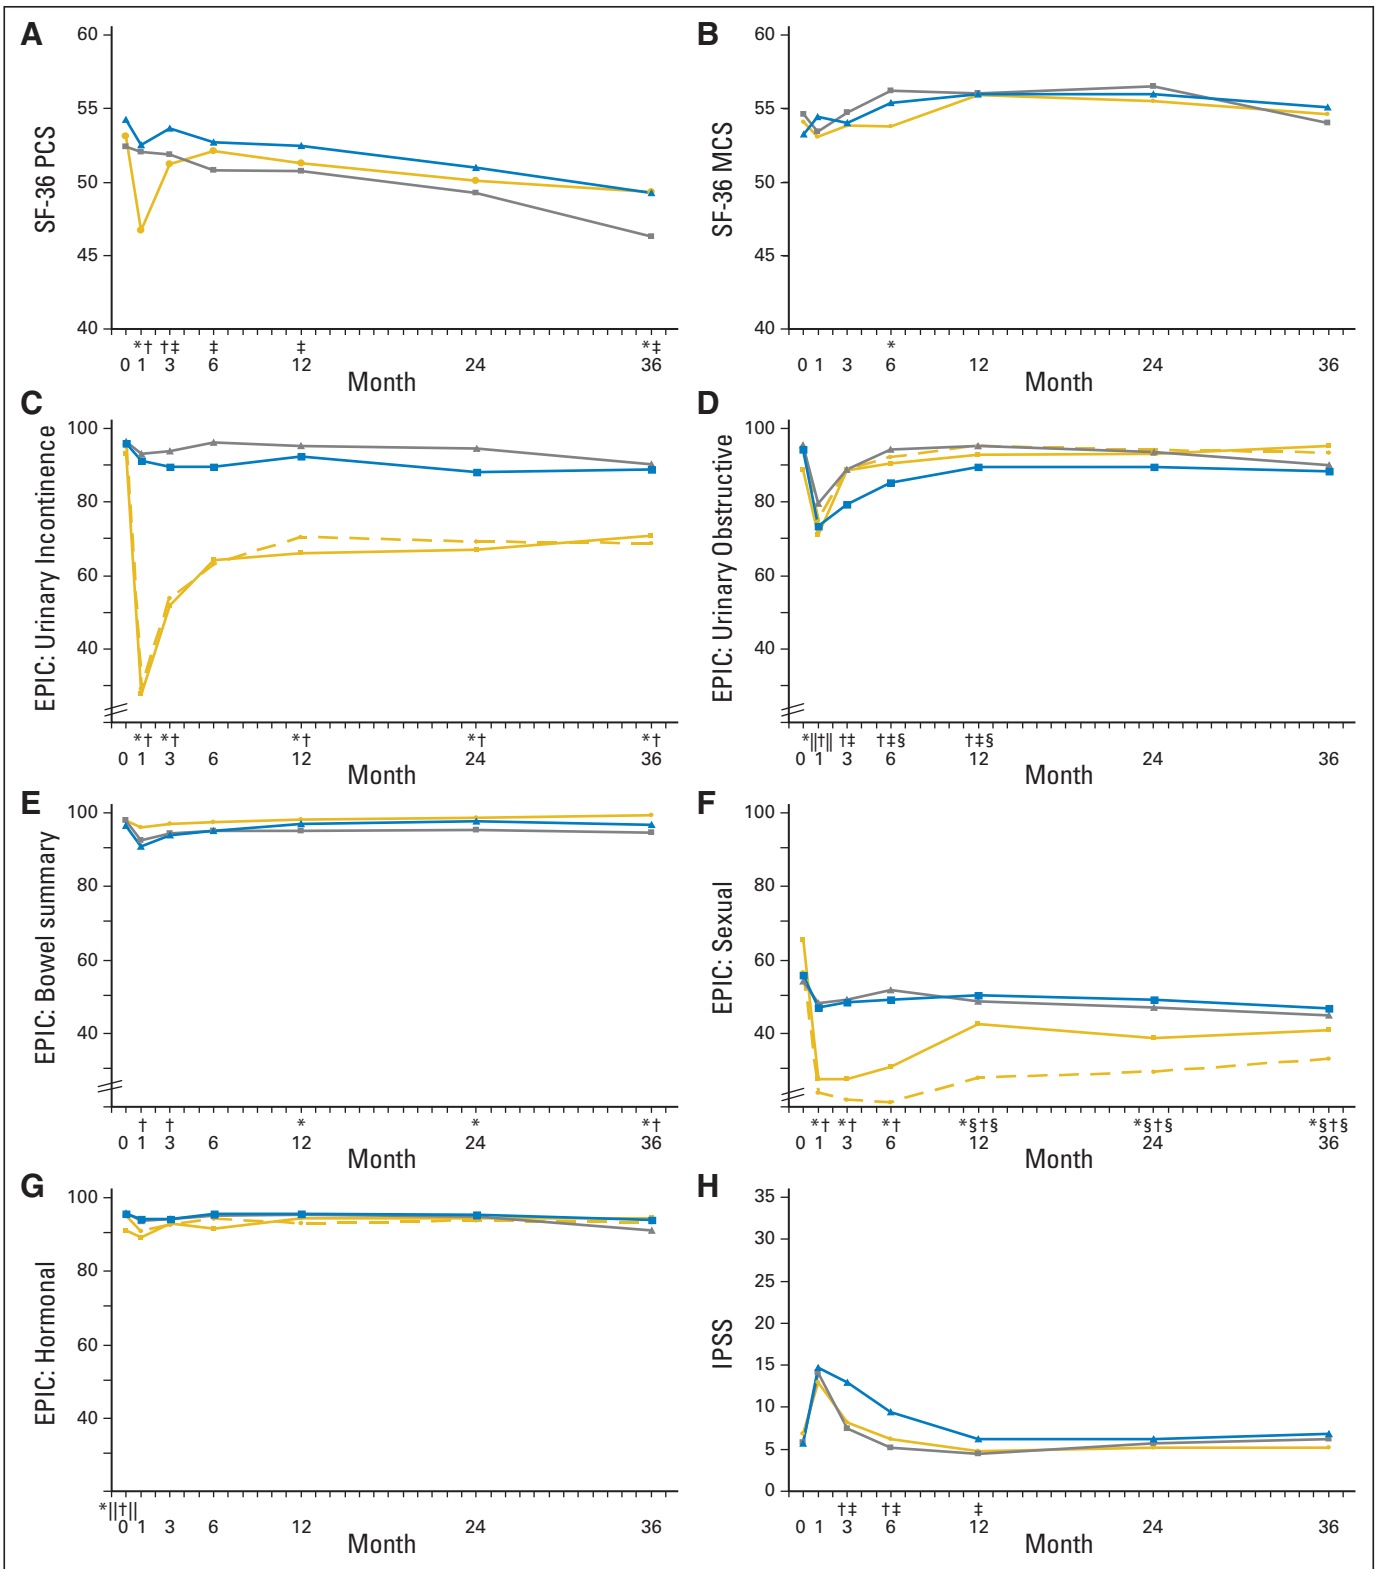 A
SF-36 PCS
60
55
50
45
40
*† †‡ ‡ ‡ *‡
0 1 3 6 12 24 36
Month
B
SF-36 MCS
60
55
50
45
40
*
0 1 3 6 12 24 36
Month
C
EPIC: Urinary Incontinence
100
80
60
40
*† *† *† *† *†
0 1 3 6 12 24 36
Month
D
EPIC: Urinary Obstructive
100
80
60
40
*||†|| †‡ †‡§ †‡§
0 1 3 6 12 24 36
Month
E
EPIC: Bowel summary
100
80
60
40
† † * * *†
0 1 3 6 12 24 36
Month
F
EPIC: Sexual
100
80
60
40
*† *† *† *§†§ *§†§ *§†§
0 1 3 6 12 24 36
Month
G
EPIC: Hormonal
100
80
60
40
*||†||
0 1 3 6 12 24 36
Month
H
IPSS
35
30
25
20
15
10
5
0
†‡ †‡ ‡
0 1 3 6 12 24 36
Month